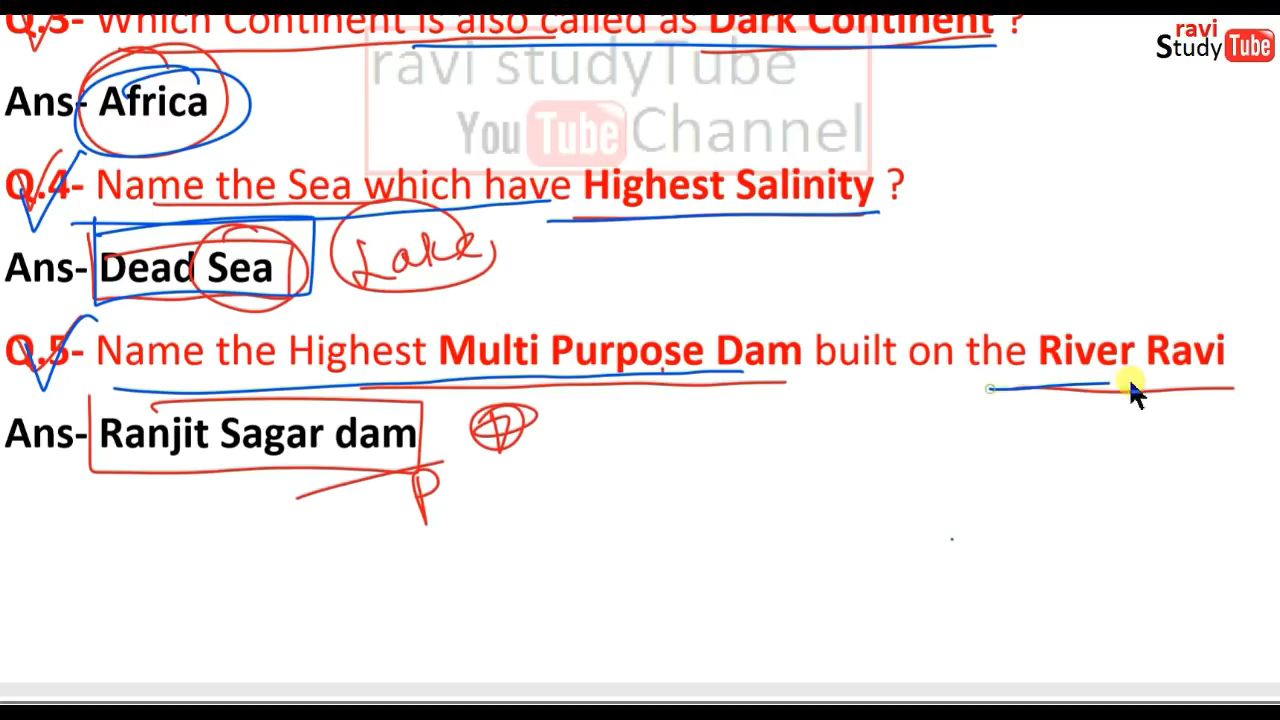 Q.3- Which Continent is also called as Dark Continent ?
ravi
Study Tube
ravi studyTube
Ans- Africa
YouTube Channel
Q.4- Name the Sea which have Highest Salinity ?
Ans- Dead Sea
Lake
Q.5- Name the Highest Multi Purpose Dam built on the River Ravi
Ans- Ranjit Sagar dam
P